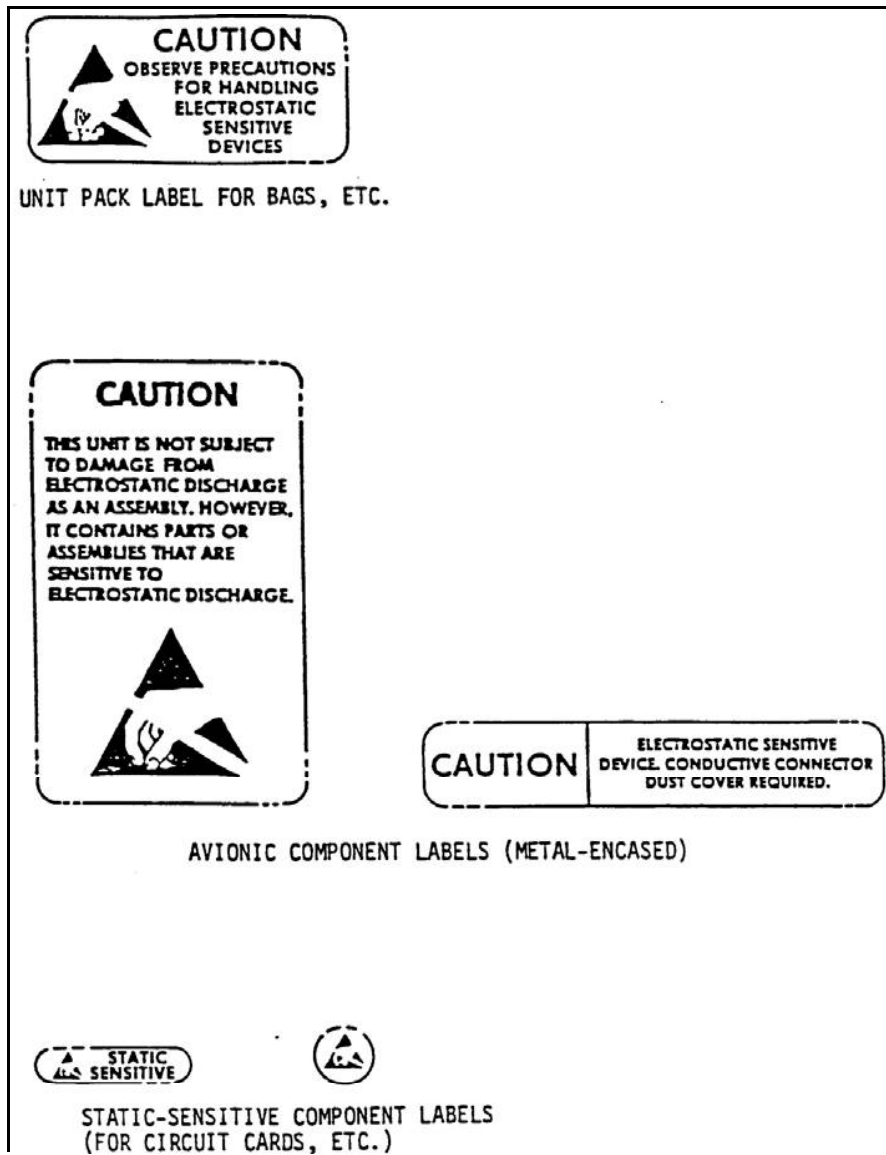 CAUTION
OBSERVE PRECAUTIONS
FOR HANDLING
ELECTROSTATIC
SENSITIVE
DEVICES
UNIT PACK LABEL FOR BAGS, ETC.
CAUTION
THIS UNIT IS NOT SUBJECT
TO DAMAGE FROM
ELECTROSTATIC DISCHARGE
AS AN ASSEMBLY. HOWEVER,
IT CONTAINS PARTS OR
ASSEMBLIES THAT ARE
SENSITIVE TO
ELECTROSTATIC DISCHARGE.
CAUTION
ELECTROSTATIC SENSITIVE
DEVICE. CONDUCTIVE CONNECTOR
DUST COVER REQUIRED.
AVIONIC COMPONENT LABELS (METAL-ENCASED)
STATIC
SENSITIVE
STATIC-SENSITIVE COMPONENT LABELS
(FOR CIRCUIT CARDS, ETC.)